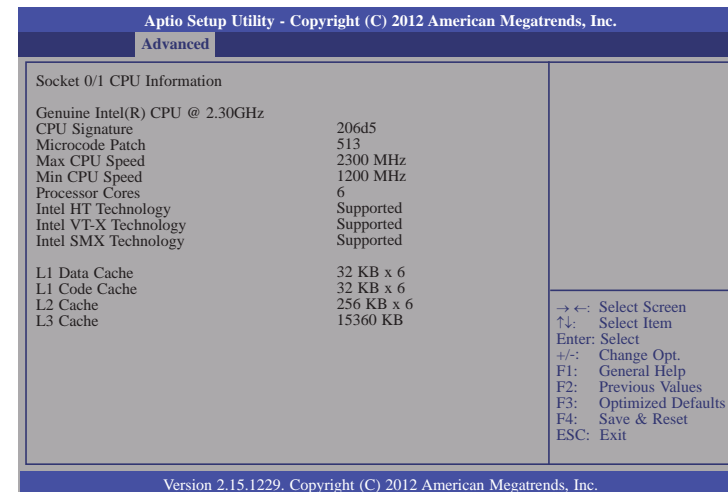 Aptio Setup Utility - Copyright (C) 2012 American Megatrends, Inc.
Advanced
Socket 0/1 CPU Information
Genuine Intel(R) CPU @ 2.30GHz
CPU Signature 206d5
Microcode Patch 513
Max CPU Speed 2300 MHz
Min CPU Speed 1200 MHz
Processor Cores 6
Intel HT Technology Supported
Intel VT-X Technology Supported
Intel SMX Technology Supported
L1 Data Cache 32 KB x 6
L1 Code Cache 32 KB x 6
L2 Cache 256 KB x 6
L3 Cache 15360 KB
→ ←: Select Screen
↑↓: Select Item
Enter: Select
+/-: Change Opt.
F1: General Help
F2: Previous Values
F3: Optimized Defaults
F4: Save & Reset
ESC: Exit
Version 2.15.1229. Copyright (C) 2012 American Megatrends, Inc.